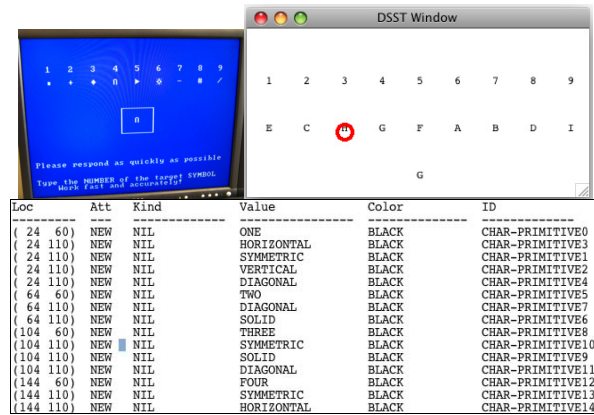 DSST Window
1 2 3 4 5 6 7 8 9
1 2 3 4 5 6 7 8 9
E C H G F A B D I
G
Please respond as quickly as possible
Type the NUMBER of the target SYMBOL
Work fast and accurately!
Loc Att Kind Value Color ID
( 24 60) NEW NIL ONE BLACK CHAR-PRIMITIVE0
( 24 110) NEW NIL HORIZONTAL BLACK CHAR-PRIMITIVE3
( 24 110) NEW NIL SYMMETRIC BLACK CHAR-PRIMITIVE1
( 24 110) NEW NIL VERTICAL BLACK CHAR-PRIMITIVE2
( 24 110) NEW NIL DIAGONAL BLACK CHAR-PRIMITIVE4
( 64 60) NEW NIL TWO BLACK CHAR-PRIMITIVE5
( 64 110) NEW NIL DIAGONAL BLACK CHAR-PRIMITIVE7
( 64 110) NEW NIL SOLID BLACK CHAR-PRIMITIVE6
(104 60) NEW NIL THREE BLACK CHAR-PRIMITIVE8
(104 110) NEW NIL SYMMETRIC BLACK CHAR-PRIMITIVE10
(104 110) NEW NIL SOLID BLACK CHAR-PRIMITIVE9
(104 110) NEW NIL DIAGONAL BLACK CHAR-PRIMITIVE11
(144 60) NEW NIL FOUR BLACK CHAR-PRIMITIVE12
(144 110) NEW NIL SYMMETRIC BLACK CHAR-PRIMITIVE13
(144 110) NEW NIL HORIZONTAL BLACK CHAR-PRIMITIVE14